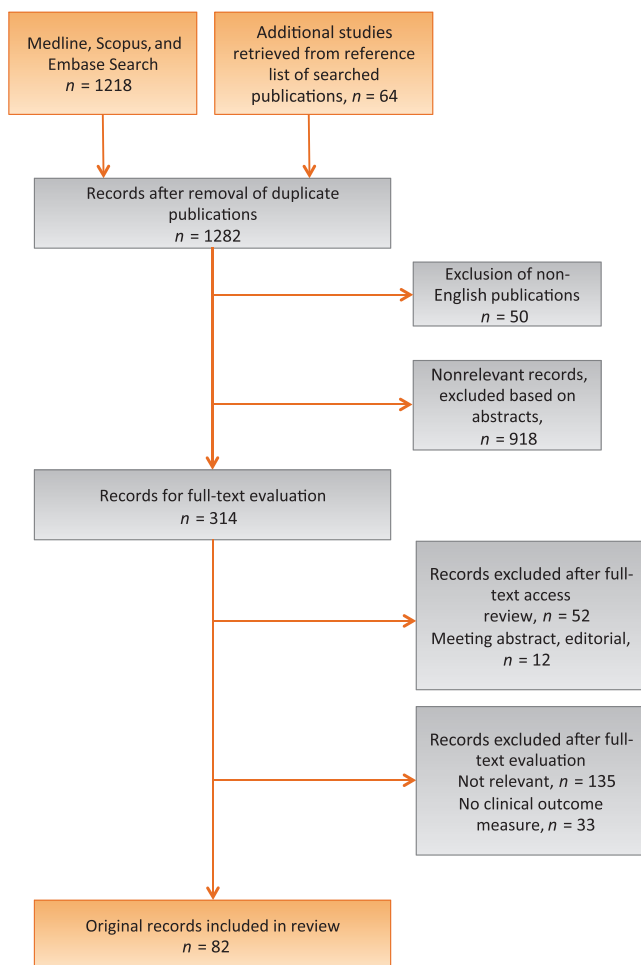 Medline, Scopus, and
Embase Search
n = 1218
Additional studies
retrieved from reference
list of searched
publications, n = 64
Records after removal of duplicate
publications
n = 1282
Exclusion of non-
English publications
n = 50
Nonrelevant records,
excluded based on
abstracts,
n = 918
Records for full-text evaluation
n = 314
Records excluded after full-
text access
review, n = 52
Meeting abstract, editorial,
n = 12
Records excluded after full-
text evaluation
Not relevant, n = 135
No clinical outcome
measure, n = 33
Original records included in review
n = 82